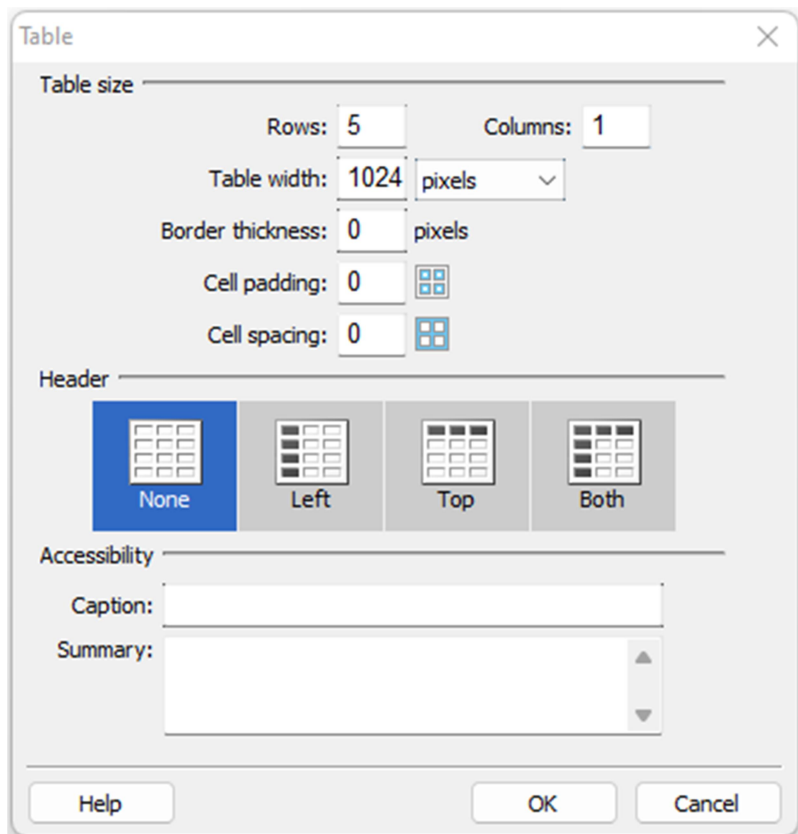 Table
Table size
Rows: 5 Columns: 1
Table width: 1024 pixels
Border thickness: 0 pixels
Cell padding: 0
Cell spacing: 0
Header
None Left Top Both
Accessibility
Caption:
Summary:
Help OK Cancel